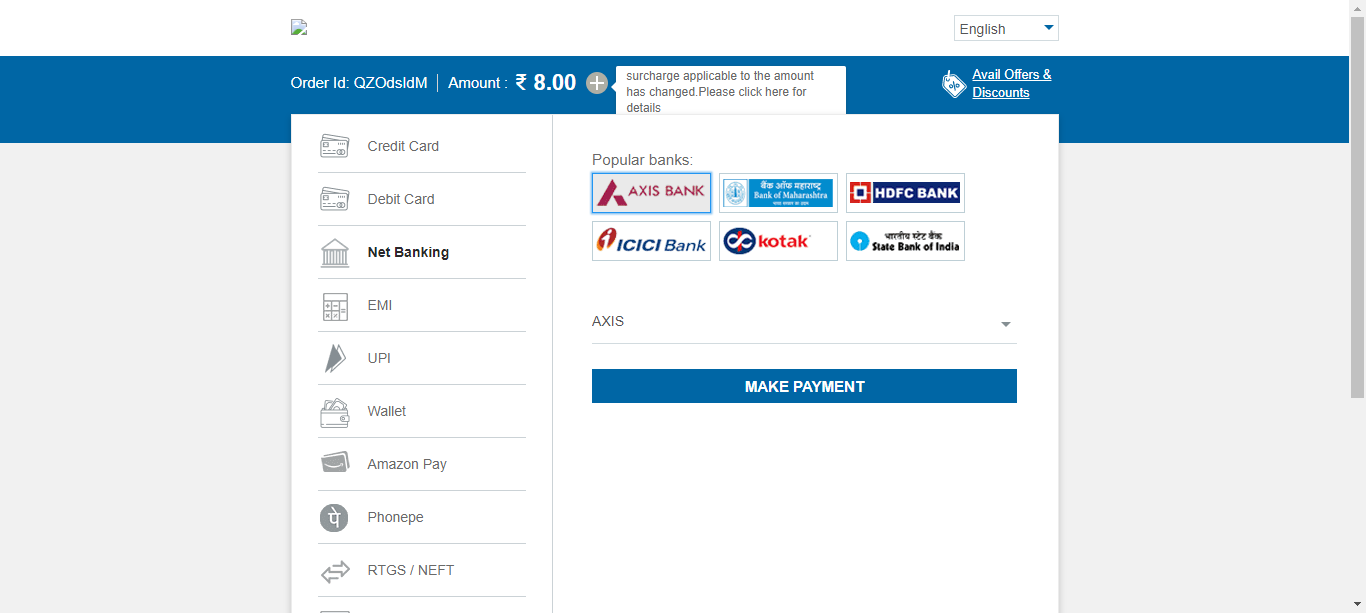 English
Order Id: QZOdsIdM
Amount : ₹ 8.00
surcharge applicable to the amount
has changed.Please click here for
details
Avail Offers &
Discounts
Credit Card
Debit Card
Net Banking
EMI
UPI
Wallet
Amazon Pay
Phonepe
RTGS / NEFT
Popular banks:
AXIS BANK
बैंक ऑफ महाराष्ट्र
Bank of Maharashtra
HDFC BANK
ICICI Bank
kotak
भारतीय स्टेट बैंक
State Bank of India
AXIS
MAKE PAYMENT